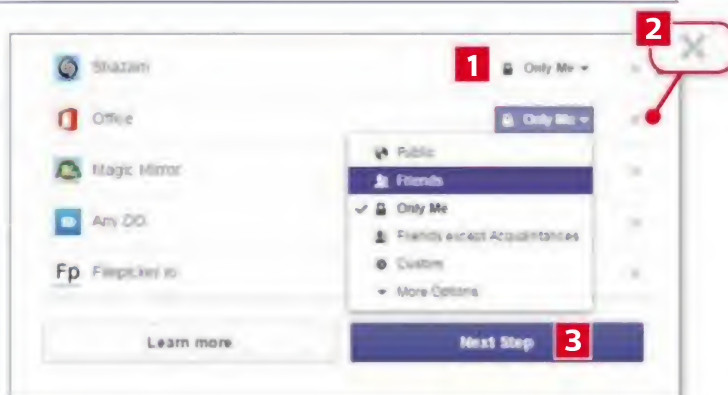 2
Shazam
1
Only Me
Office
Only Me
Public
Magic Mirror
Friends
Only Me
Any.DO
Friends except Acquaintances
Fp
Filepicker.io
Custom
More Options
Learn more
Next Step
3